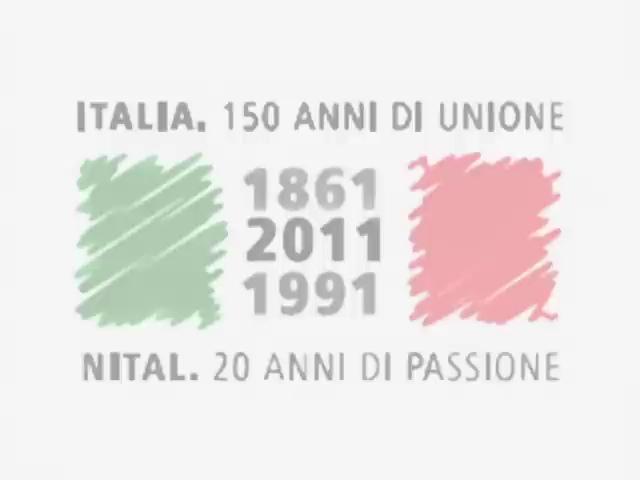 ITALIA. 150 ANNI DI UNIONE
1861
2011
1991
NITAL. 20 ANNI DI PASSIONE